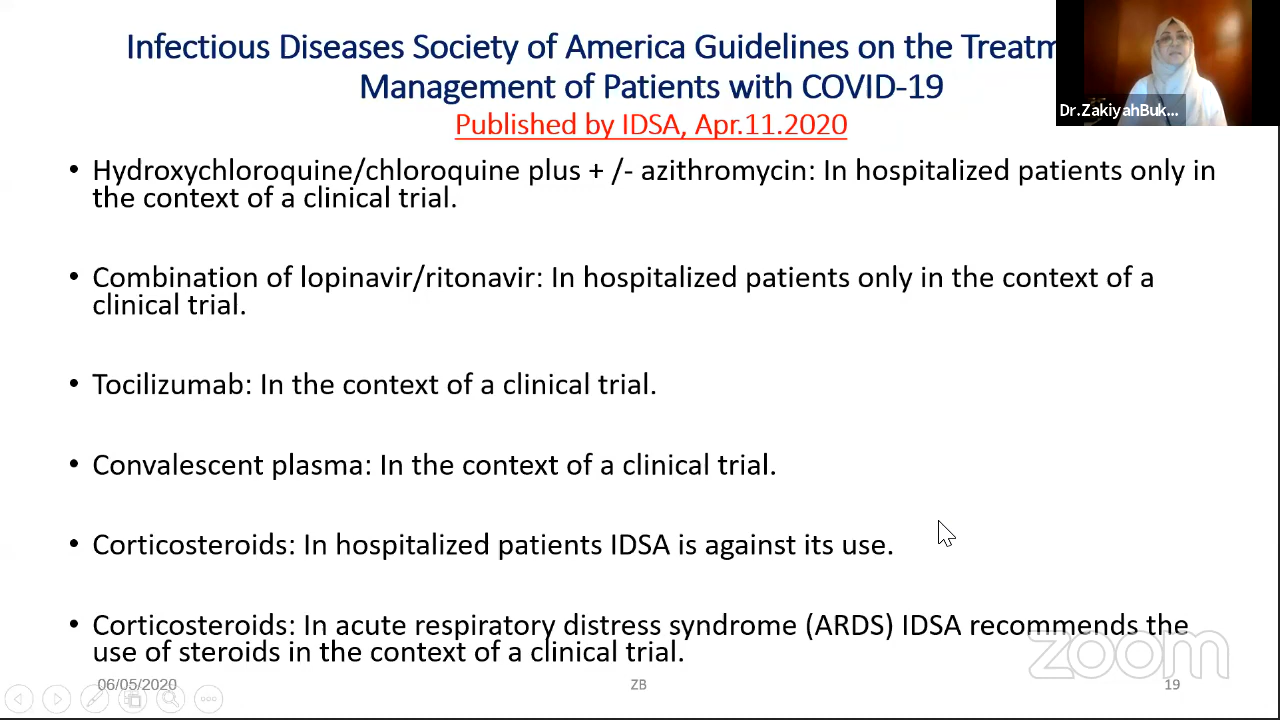 Infectious Diseases Society of America Guidelines on the Treatm
Management of Patients with COVID-19
Published by IDSA, Apr.11.2020
Dr.ZakiyahBuk...
• Hydroxychloroquine/chloroquine plus + /- azithromycin: In hospitalized patients only in
the context of a clinical trial.
• Combination of lopinavir/ritonavir: In hospitalized patients only in the context of a
clinical trial.
• Tocilizumab: In the context of a clinical trial.
• Convalescent plasma: In the context of a clinical trial.
• Corticosteroids: In hospitalized patients IDSA is against its use.
• Corticosteroids: In acute respiratory distress syndrome (ARDS) IDSA recommends the
use of steroids in the context of a clinical trial.
zoom
06/05/2020
ZB
19